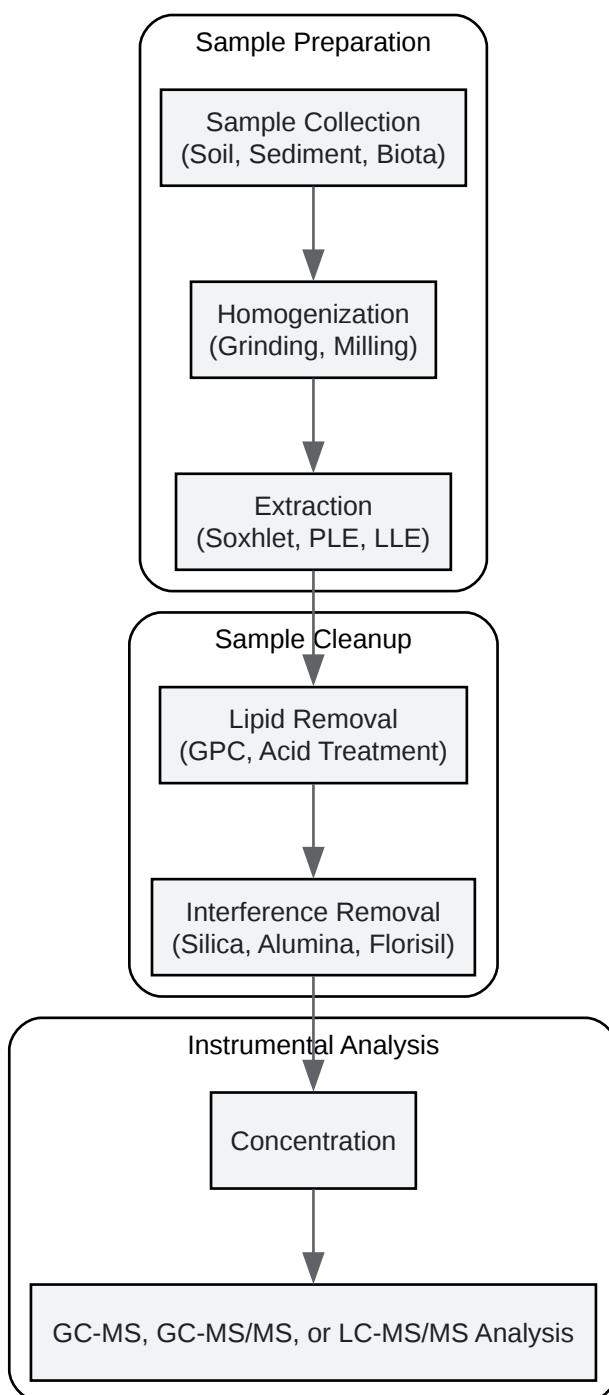 Sample Preparation
Sample Collection
(Soil, Sediment, Biota)
Homogenization
(Grinding, Milling)
Extraction
(Soxhlet, PLE, LLE)
Sample Cleanup
Lipid Removal
(GPC, Acid Treatment)
Interference Removal
(Silica, Alumina, Florisil)
Instrumental Analysis
Concentration
GC-MS, GC-MS/MS, or LC-MS/MS Analysis